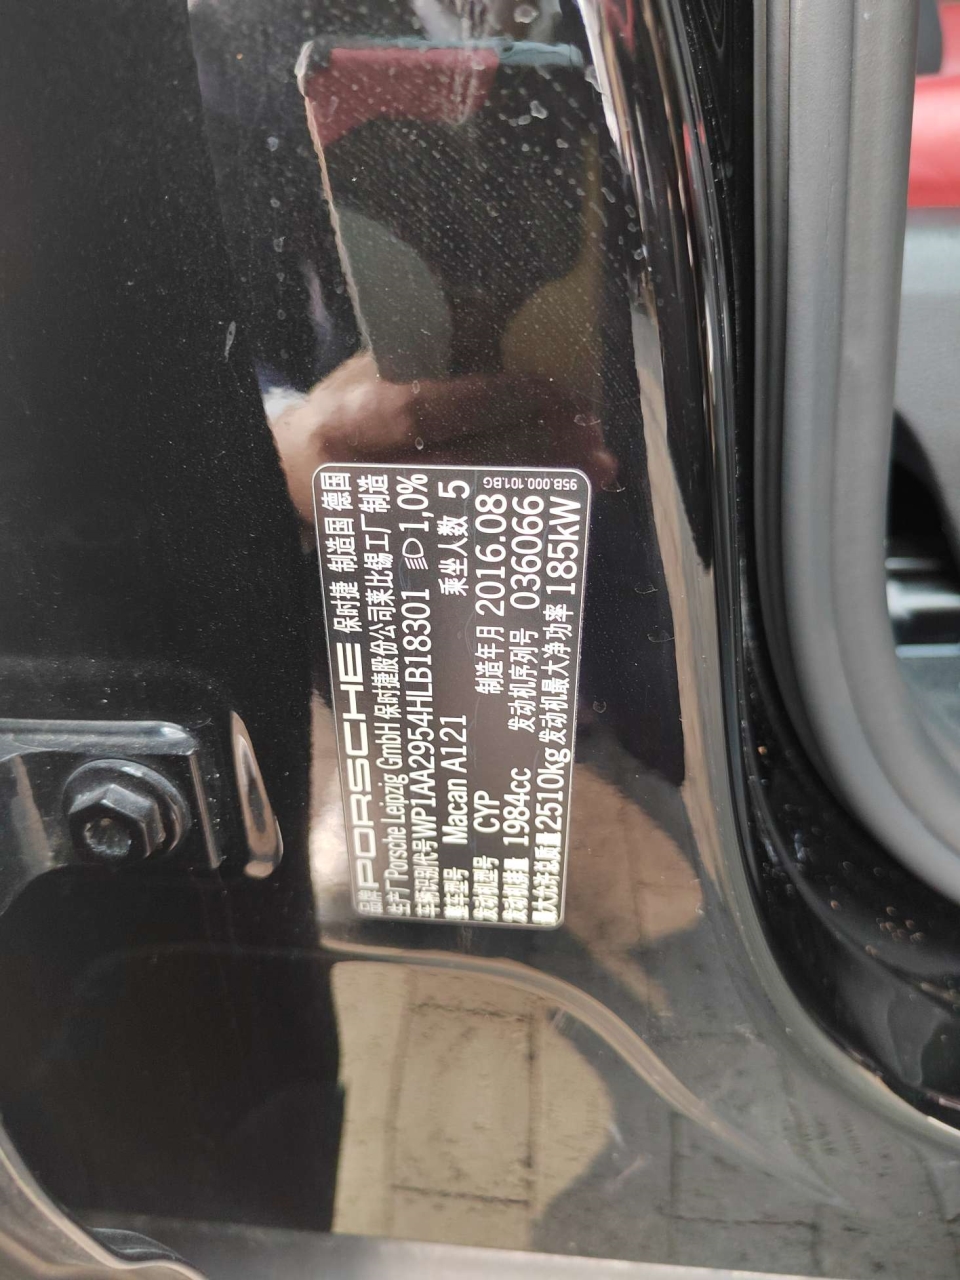 品牌 PORSCHE 保时捷 制造国 德国
生产厂 Porsche Leipzig GmbH 保时捷股份公司莱比锡工厂制造
车辆识别代号 WP1AA2954HLB18301 1,0%
整车型号 Macan A121 乘坐人数 5
发动机型号 CYP 制造年月 2016.08
发动机排量 1984cc 发动机序列号 036066
最大允许总质量 2510kg 发动机最大净功率 185kW
95B.000.101.BG